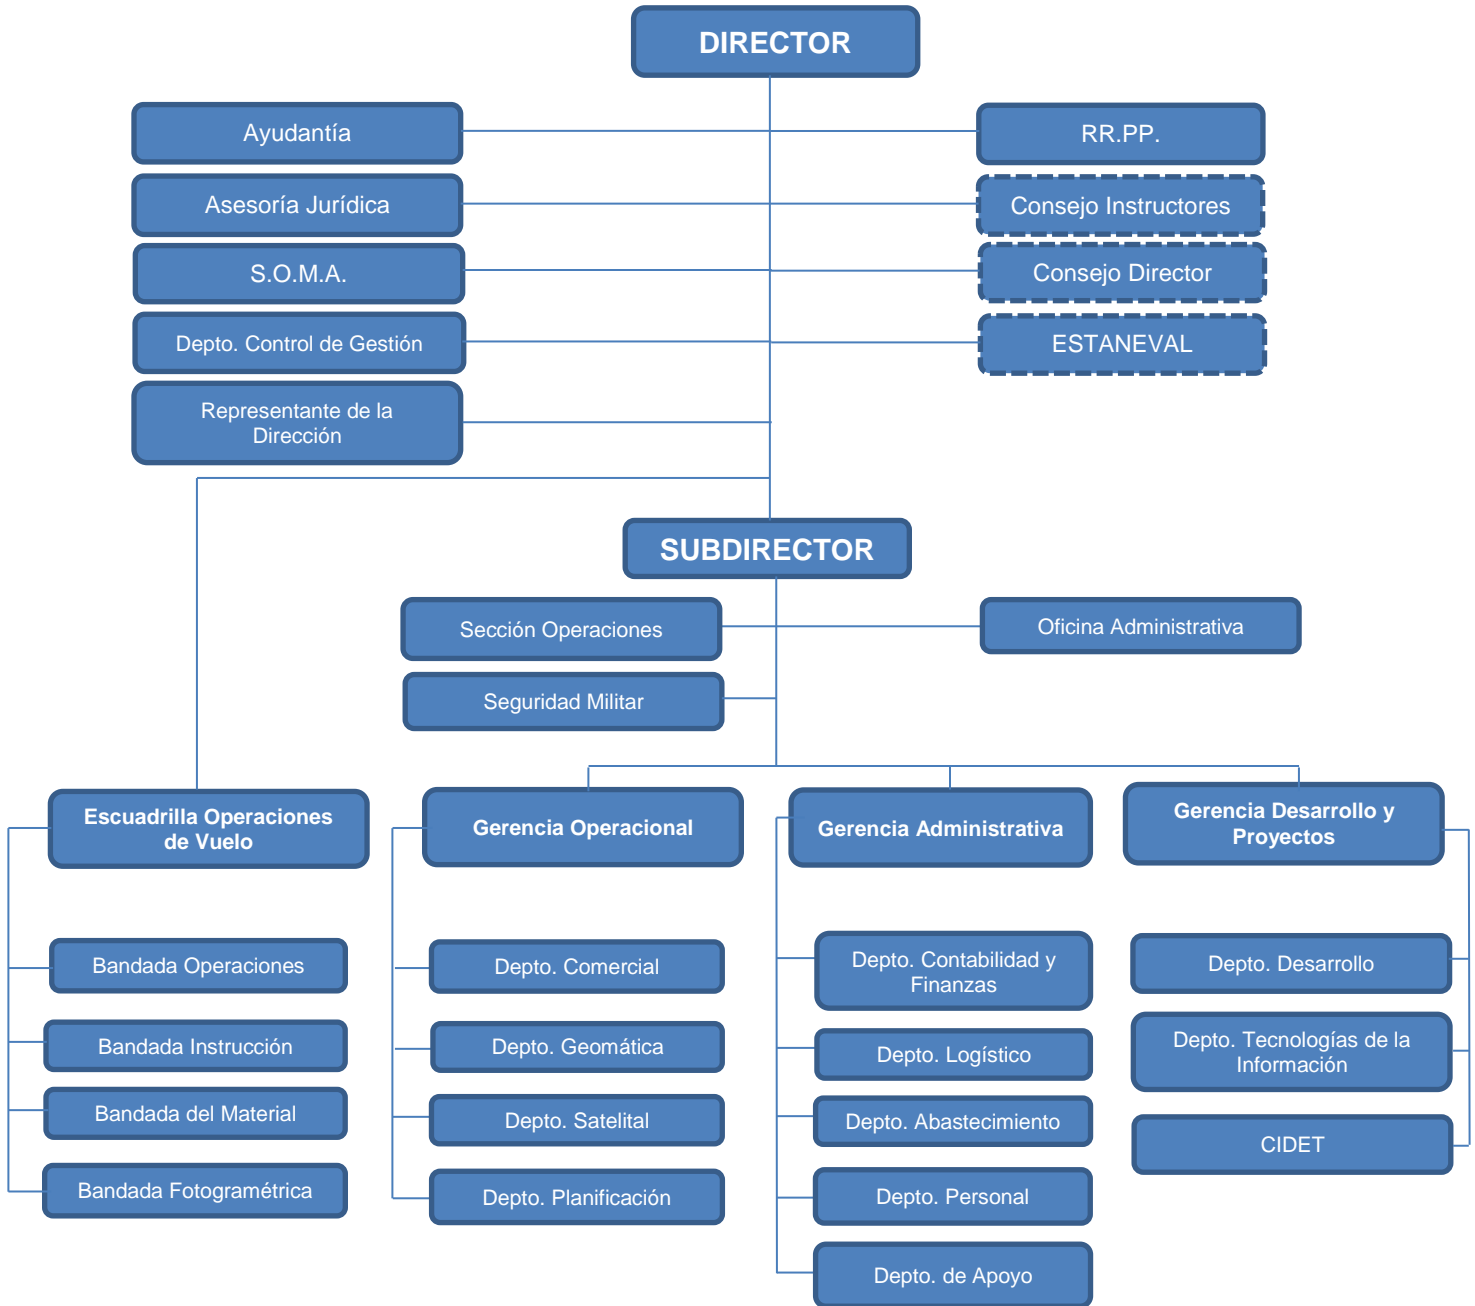 DIRECTOR
Ayudantía
RR.PP.
Asesoría Jurídica
Consejo Instructores
S.O.M.A.
Consejo Director
Depto. Control de Gestión
ESTANEVAL
Representante de la
Dirección
SUBDIRECTOR
Sección Operaciones
Oficina Administrativa
Seguridad Militar
Escuadrilla Operaciones
de Vuelo
Gerencia Operacional
Gerencia Administrativa
Gerencia Desarrollo y
Proyectos
Bandada Operaciones
Bandada Instrucción
Bandada del Material
Bandada Fotogramétrica
Depto. Comercial
Depto. Geomática
Depto. Satelital
Depto. Planificación
Depto. Contabilidad y
Finanzas
Depto. Logístico
Depto. Abastecimiento
Depto. Personal
Depto. de Apoyo
Depto. Desarrollo
Depto. Tecnologías de la
Información
CIDET